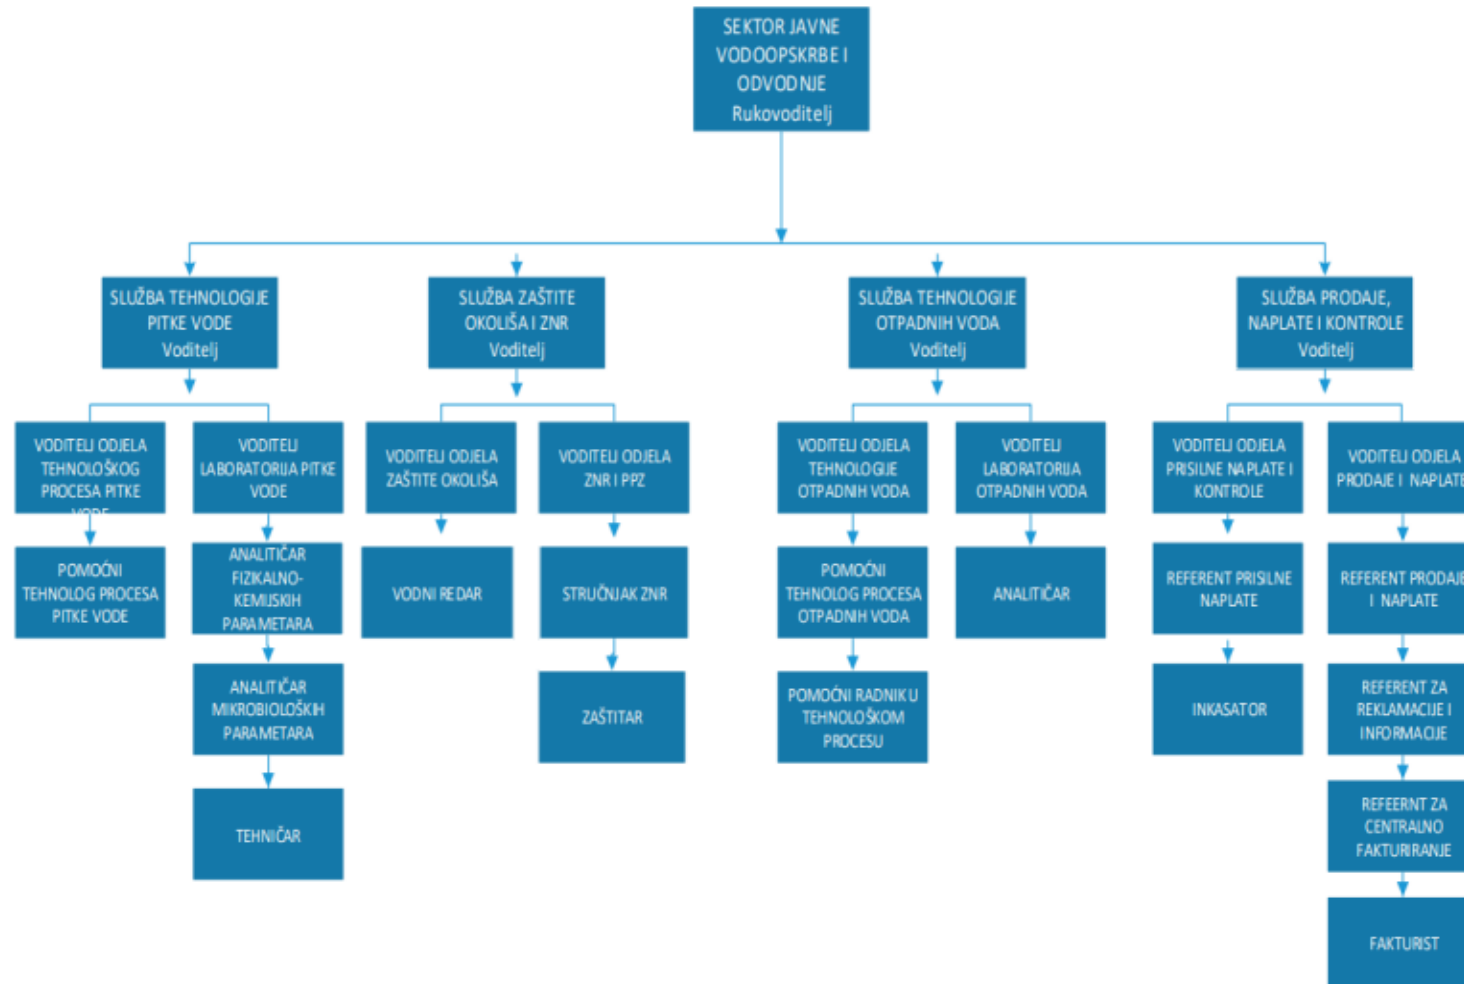 SEKTOR JAVNE
VODOOPSKRBE I
ODVODNJE
Rukovoditelj
SLUŽBA TEHNOLOGIJE
PITKE VODE
Voditelj
SLUŽBA ZAŠTITE
OKOLIŠA I ZNR
Voditelj
SLUŽBA TEHNOLOGIJE
OTPADNIH VODA
Voditelj
SLUŽBA PRODAJE,
NAPLATE I KONTROLE
Voditelj
VODITELJ ODJELA
TEHNOLOŠKOG
PROCESA PITKE
VODE
VODITELJ
LABORATORIJA PITKE
VODE
VODITELJ ODJELA
ZAŠTITE OKOLIŠA
VODITELJ ODJELA
ZNR I PPZ
VODITELJ ODJELA
TEHNOLOGIJE
OTPADNIH VODA
VODITELJ
LABORATORIJA
OTPADNIH VODA
VODITELJ ODJELA
PRISILNE NAPLATE I
KONTROLE
VODITELJ ODJELA
PRODAJE I NAPLATE
POMOĆNI
TEHNOLOG PROCESA
PITKE VODE
ANALITIČAR
FIZIKALNO-
KEMIJSKIH
PARAMETARA
VODNI REDAR
STRUČNJAK ZNR
POMOĆNI
TEHNOLOG PROCESA
OTPADNIH VODA
ANALITIČAR
REFERENT PRISILNE
NAPLATE
REFERENT PRODAJE
I NAPLATE
ANALITIČAR
MIKROBIOLOŠKIH
PARAMETARA
ZAŠTITAR
POMOĆNI RADNIK U
TEHNOLOŠKOM
PROCESU
INKASATOR
REFERENT ZA
REKLAMACIJE I
INFORMACIJE
TEHNIČAR
REFEERNT ZA
CENTRALNO
FAKTURIRANJE
FAKTURIST